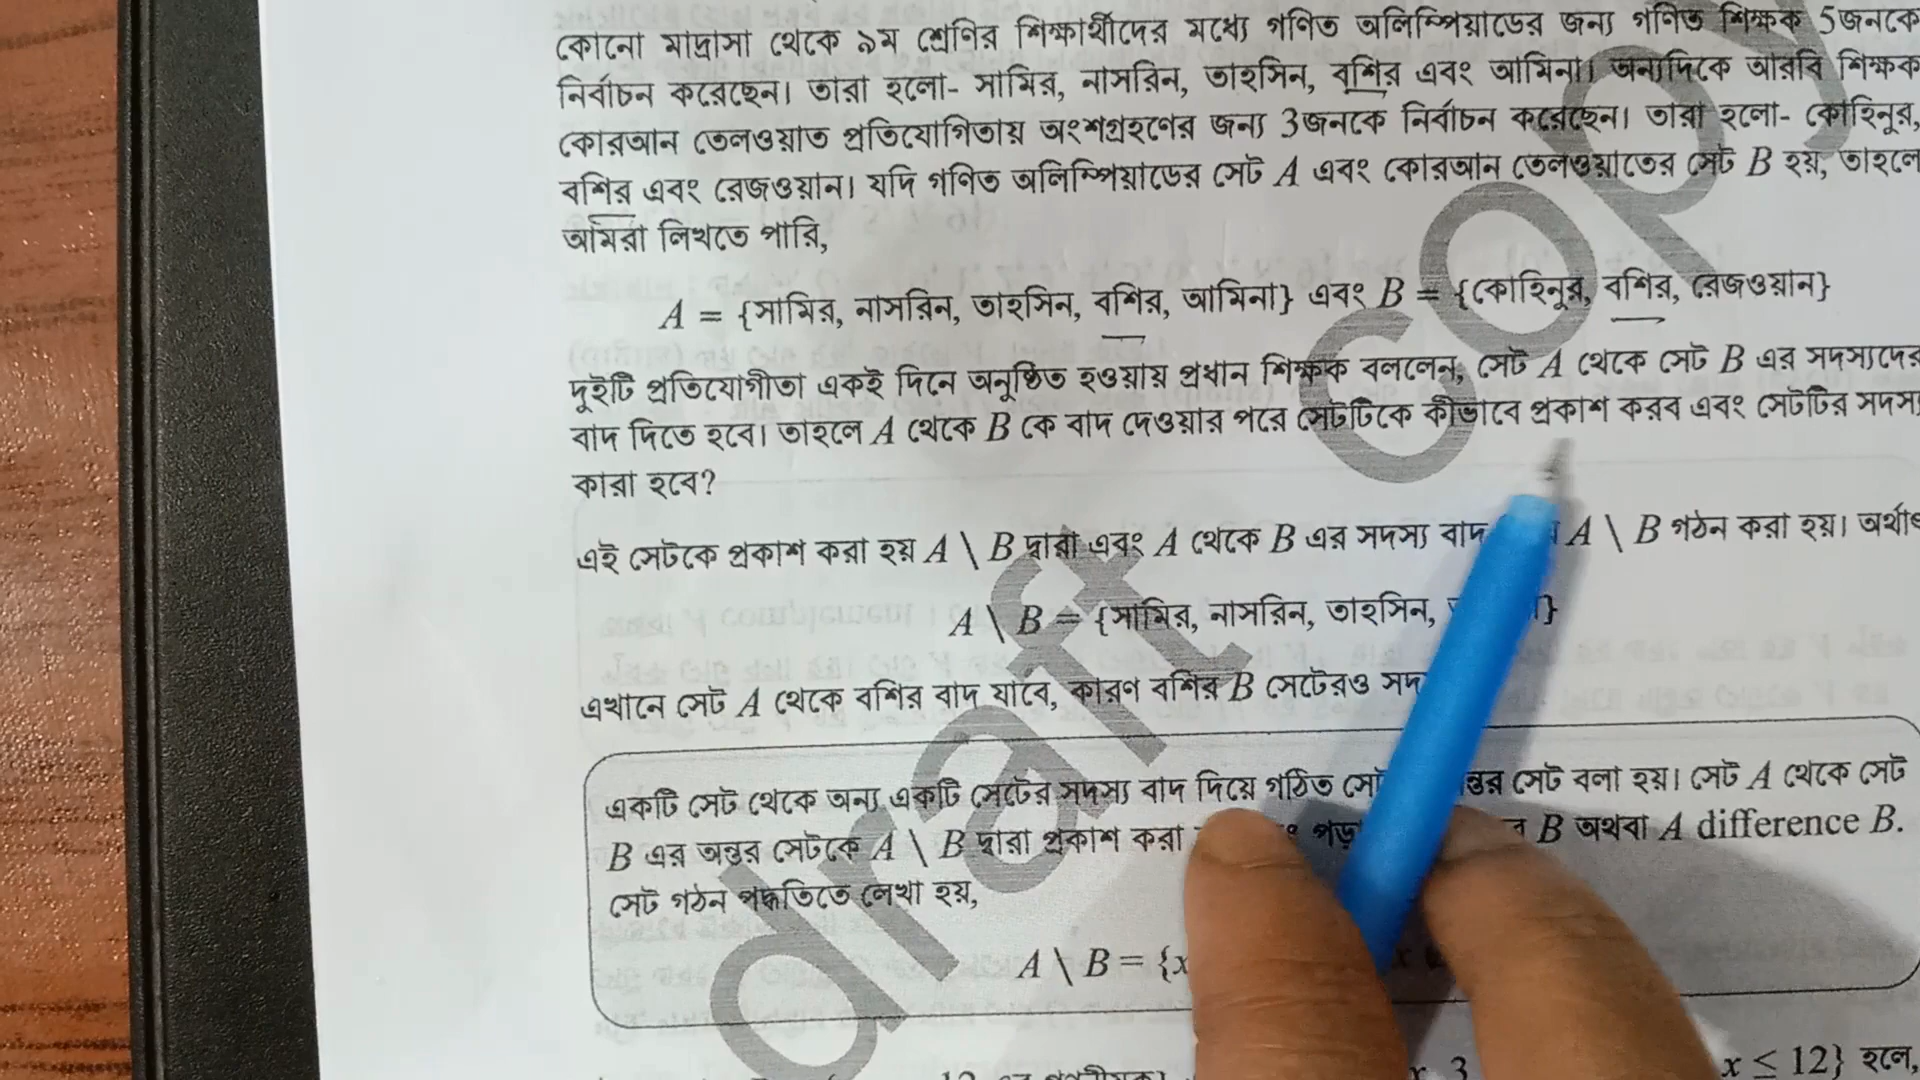 কোনো মাদ্রাসা থেকে ৯ম শ্রেণির শিক্ষার্থীদের মধ্যে গণিত অলিম্পিয়াডের জন্য গণিত শিক্ষক 5জনকে
নির্বাচন করেছেন। তারা হলো- সামির, নাসরিন, তাহসিন, বশির এবং আমিনা। অন্যদিকে আরবি শিক্ষক
কোরআন তেলওয়াত প্রতিযোগিতায় অংশগ্রহণের জন্য 3জনকে নির্বাচন করেছেন। তারা হলো- কোহিনুর,
বশির এবং রেজওয়ান। যদি গণিত অলিম্পিয়াডের সেট A এবং কোরআন তেলওয়াতের সেট B হয়, তাহলে
আমরা লিখতে পারি,
A = {সামির, নাসরিন, তাহসিন, বশির, আমিনা} এবং B = {কোহিনুর, বশির, রেজওয়ান}
দুইটি প্রতিযোগীতা একই দিনে অনুষ্ঠিত হওয়ায় প্রধান শিক্ষক বললেন, সেট A থেকে সেট B এর সদস্যদের
বাদ দিতে হবে। তাহলে A থেকে B কে বাদ দেওয়ার পরে সেটটিকে কীভাবে প্রকাশ করব এবং সেটটির সদস্য
কারা হবে?
এই সেটকে প্রকাশ করা হয় A \ B দ্বারা এবং A থেকে B এর সদস্য বাদ A \ B গঠন করা হয়। অর্থাৎ
A \ B = {সামির, নাসরিন, তাহসিন, }
এখানে সেট A থেকে বশির বাদ যাবে, কারণ বশির B সেটেরও
একটি সেট থেকে অন্য একটি সেটের সদস্য বাদ দিয়ে গঠিত সেট বলা হয়। সেট A থেকে সেট
B এর অন্তর সেটকে A \ B দ্বারা প্রকাশ করা B অথবা A difference B.
সেট গঠন পদ্ধতিতে লেখা হয়,
A \ B = {x
x ≤ 12} হলে,
draft copy